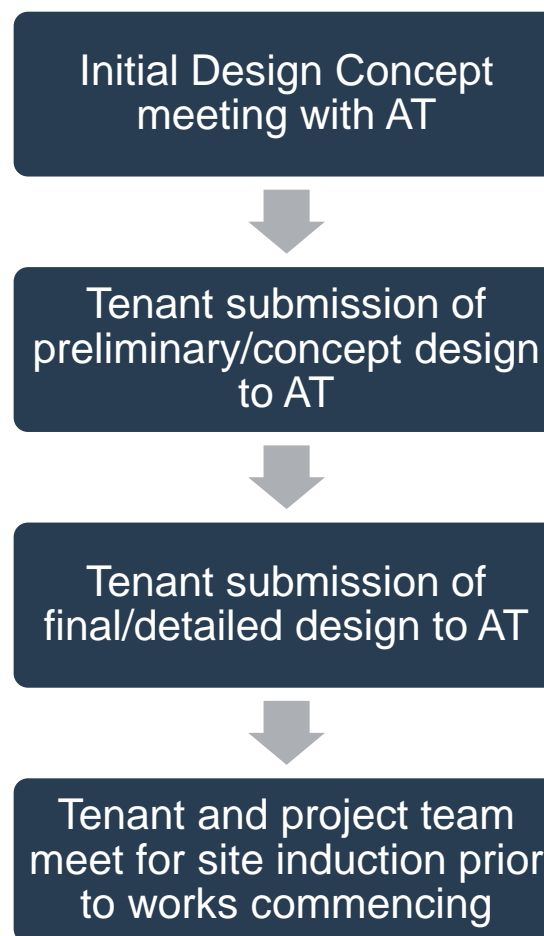 Initial Design Concept
meeting with AT
Tenant submission of
preliminary/concept design
to AT
Tenant submission of
final/detailed design to AT
Tenant and project team
meet for site induction prior
to works commencing